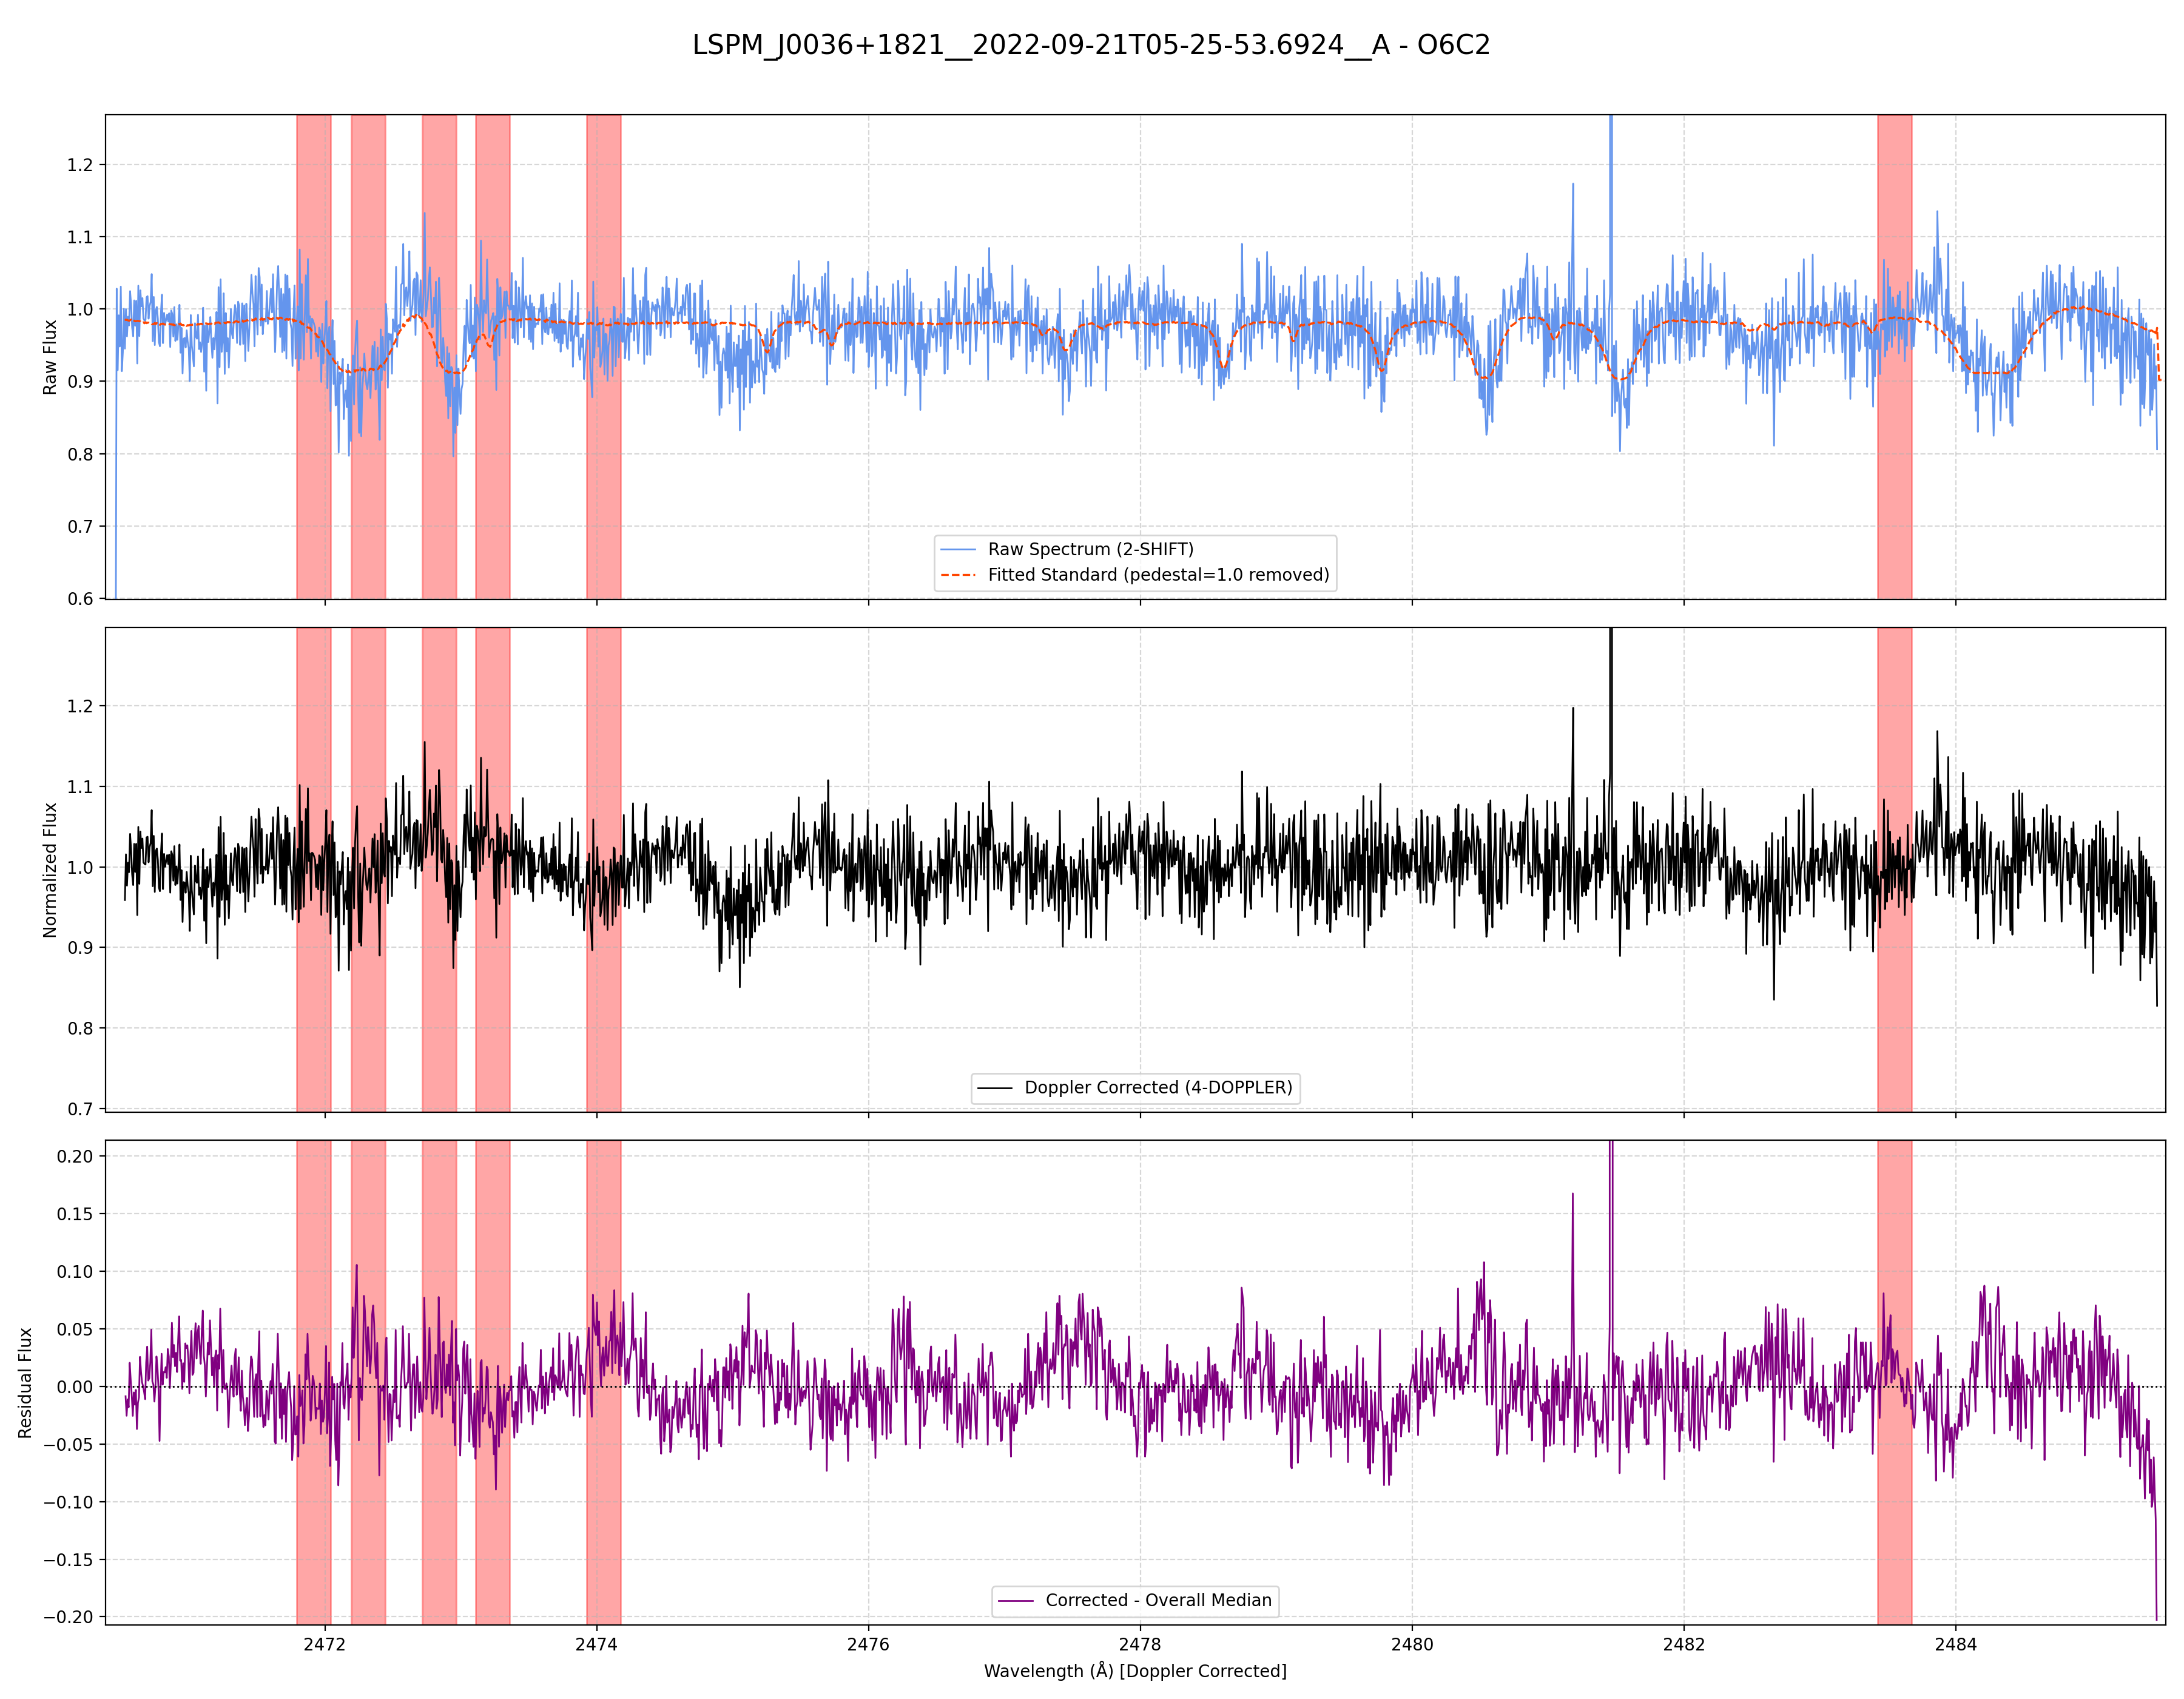 LSPM_J0036+1821__2022-09-21T05-25-53.6924__A - O6C2
1.2
1.1
1.0
0.9
0.8
0.7
0.6
Raw Flux
Raw Spectrum (2-SHIFT)
Fitted Standard (pedestal=1.0 removed)
1.2
1.1
1.0
0.9
0.8
0.7
Normalized Flux
Doppler Corrected (4-DOPPLER)
0.20
0.15
0.10
0.05
0.00
−0.05
−0.10
−0.15
−0.20
Residual Flux
Corrected - Overall Median
2472 2474 2476 2478 2480 2482 2484
Wavelength (Å) [Doppler Corrected]